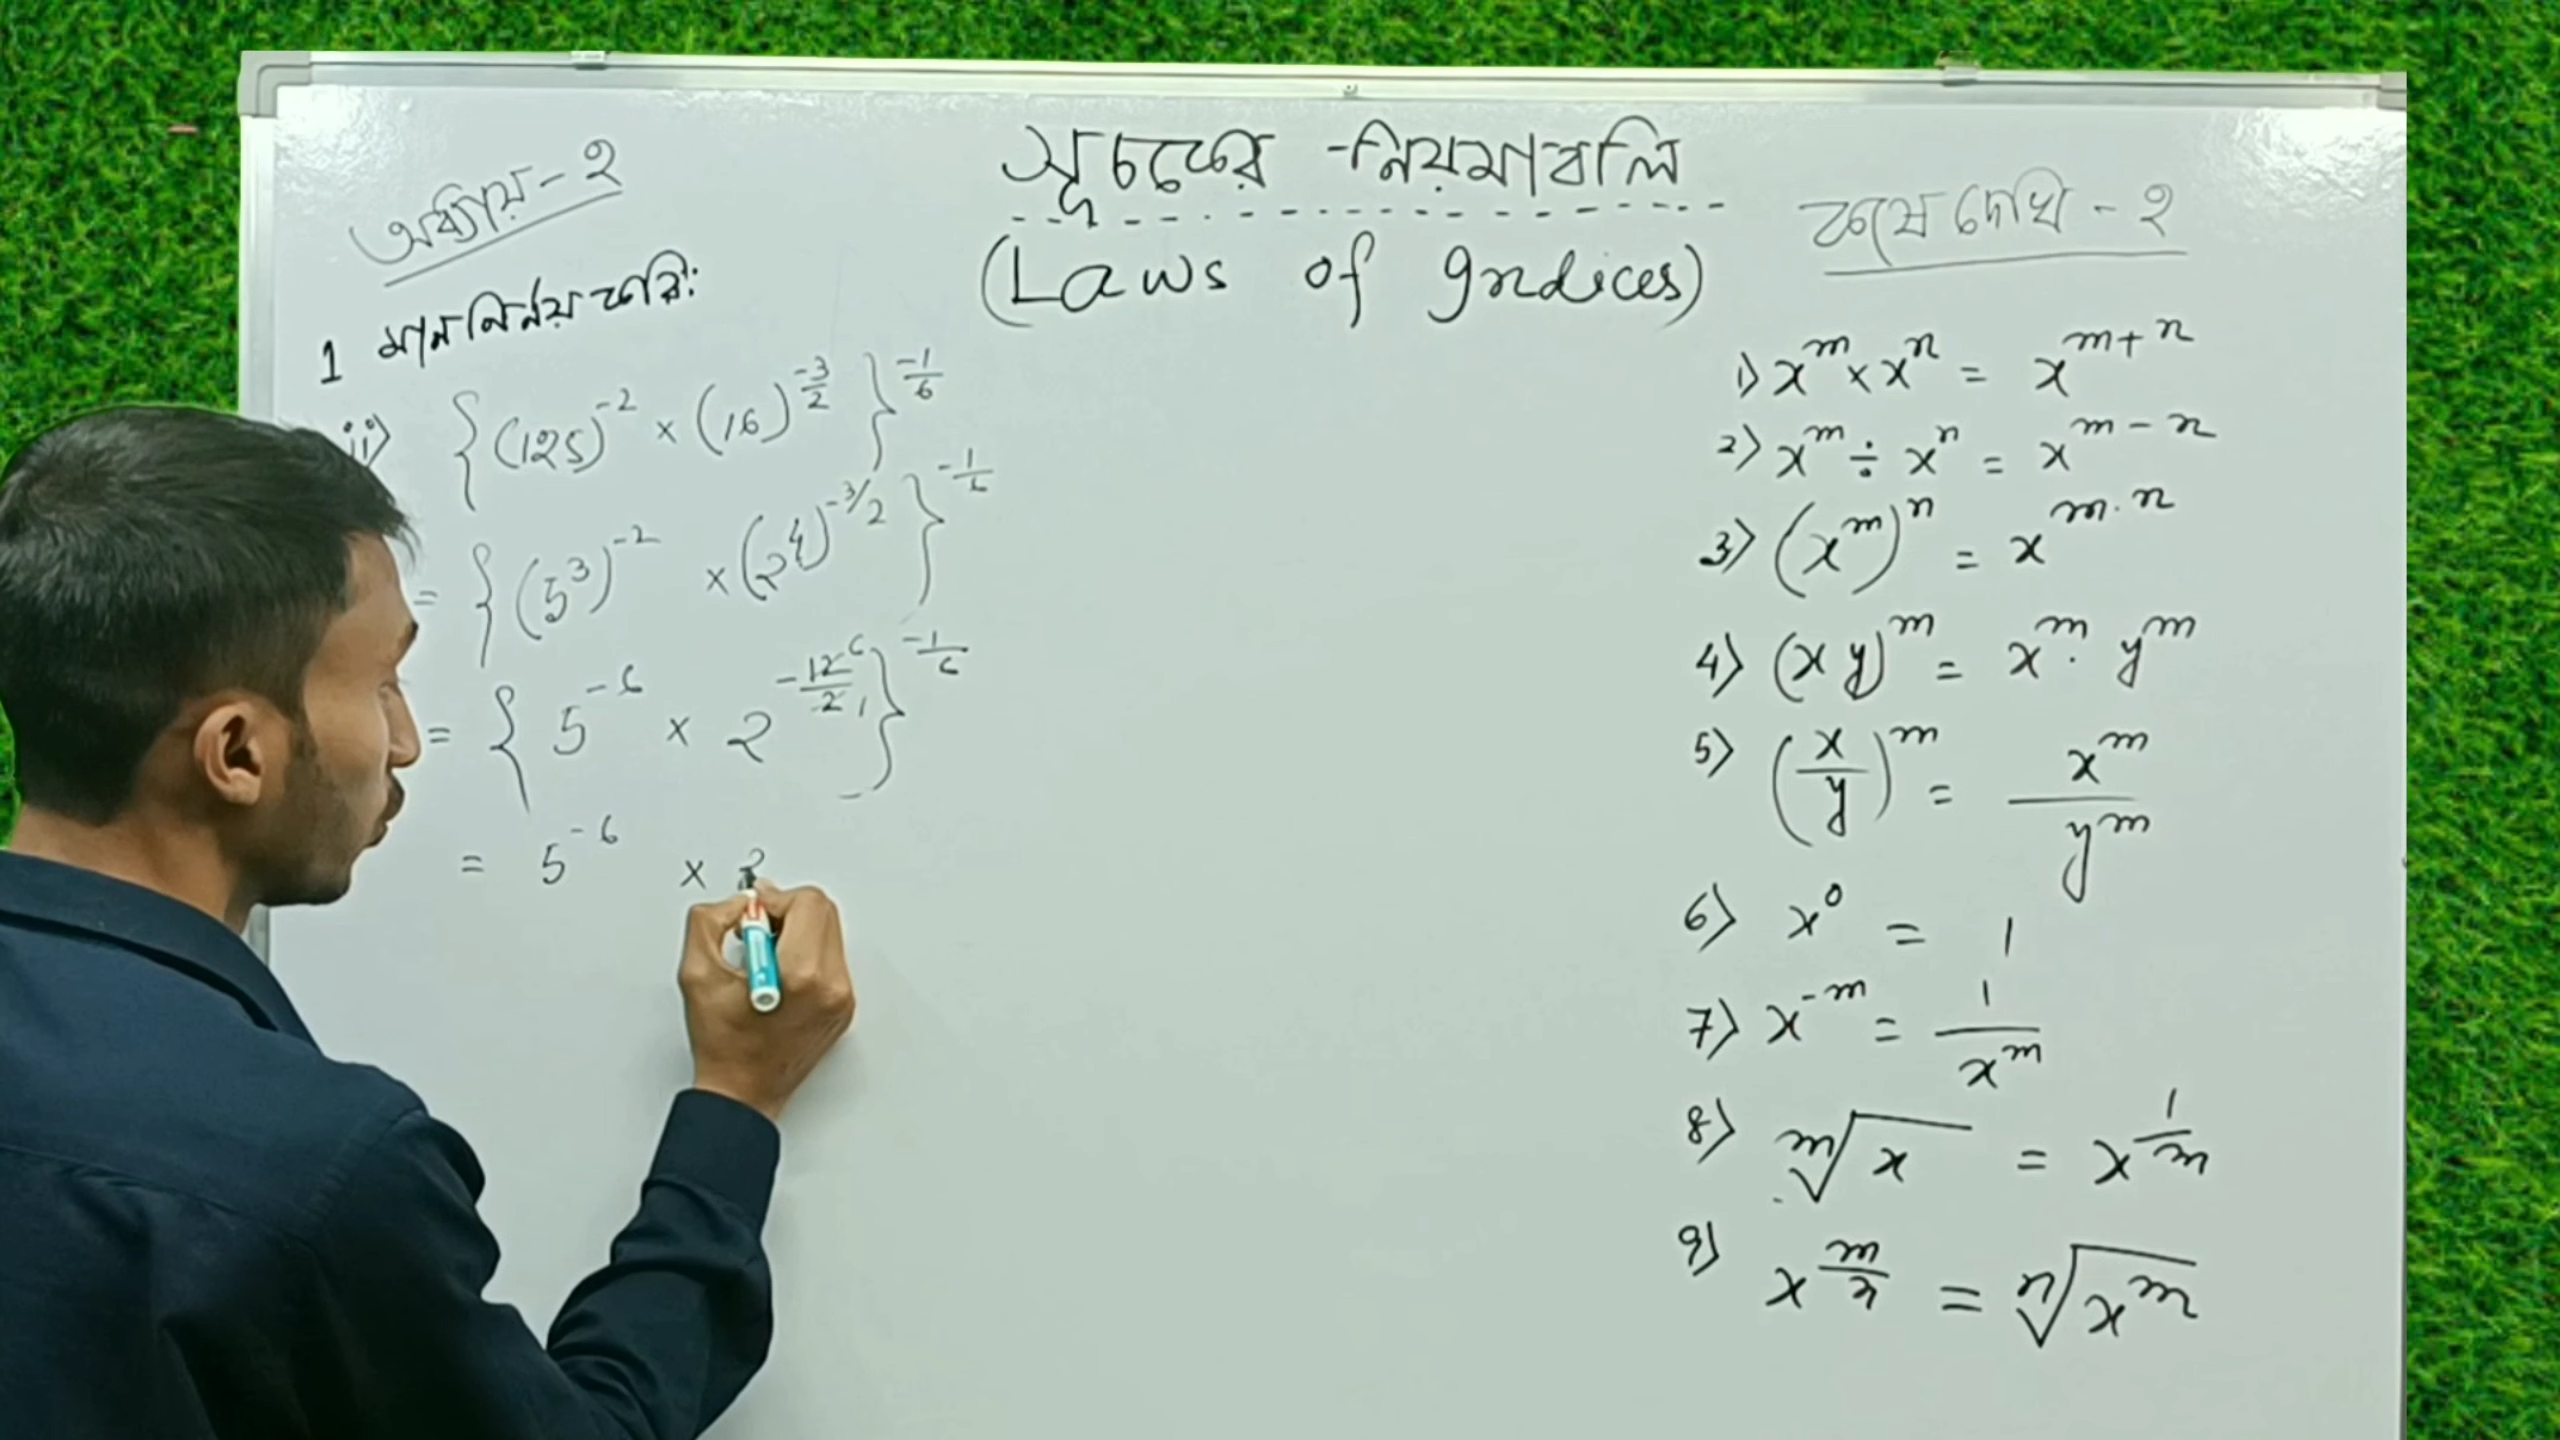 অধ্যায় - ২
সূচকের নিয়মাবলি
(Laws of Indices)
কষে দেখি - ২
1 মান নির্ণয় করি:
ii) {(125)^-2 × (16)^-3/2}^-1/6
= {(5^3)^-2 × (2^4)^-3/2}^-1/6
= {5^-6 × 2^-12/2 6 1}^-1/6
= 5^-6 × 2
1) x^m × x^n = x^m+n
2) x^m ÷ x^n = x^m-n
3) (x^m)^n = x^m·n
4) (xy)^m = x^m · y^m
5) (x/y)^m = x^m/y^m
6) x^0 = 1
7) x^-m = 1/x^m
8) m√x = x^1/m
9) x^m/n = n√x^m